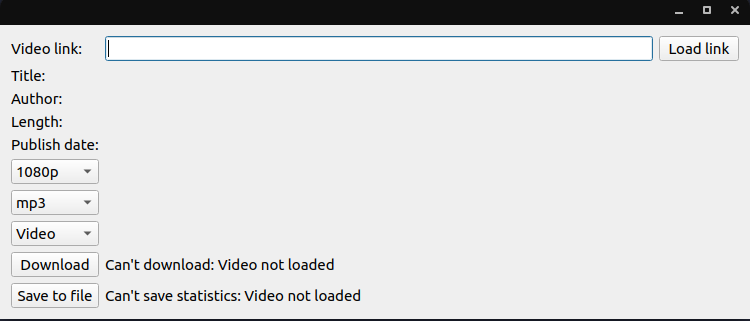 Video link: Load link
Title:
Author:
Length:
Publish date:
1080p
mp3
Video
Download Can't download: Video not loaded
Save to file Can't save statistics: Video not loaded